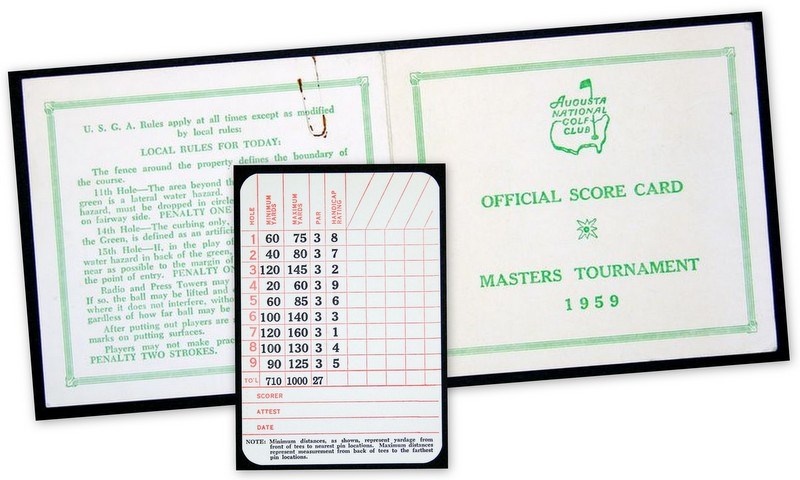 U. S. G. A. Rules apply at all times except as modified
by local rules:
LOCAL RULES FOR TODAY:
The fence around the property defines the boundary of
the course.
11th Hole—The area beyond th
green is a lateral water hazard.
hazard, must be dropped in circle
on fairway side. PENALTY ONE
14th Hole—The curbing only,
the Green, is defined as an artific
15th Hole—If, in the play of
water hazard in back of the green,
near as possible to the margin of
the point of entry. PENALTY ON
Radio and Press Towers may
If so, the ball may be lifted and
where it does not interfere, witho
gardless of how far ball may be
After putting out players are
marks on putting surfaces.
Players may not make prac
PENALTY TWO STROKES.
HOLE MINIMUM YARDS MAXIMUM YARDS PAR HANDICAP RATING
1 60 75 3 8
2 40 80 3 7
3 120 145 3 2
4 20 60 3 9
5 60 85 3 6
6 100 140 3 3
7 120 160 3 1
8 100 130 3 4
9 90 125 3 5
TO'L 710 1000 27
SCORER
ATTEST
DATE
NOTE: Minimum distances, as shown, represent yardage from
front of tees to nearest pin locations. Maximum distances
represent measurement from back of tees to the farthest
pin locations.
AUGUSTA
NATIONAL
GOLF
CLUB
OFFICIAL SCORE CARD
MASTERS TOURNAMENT
1959